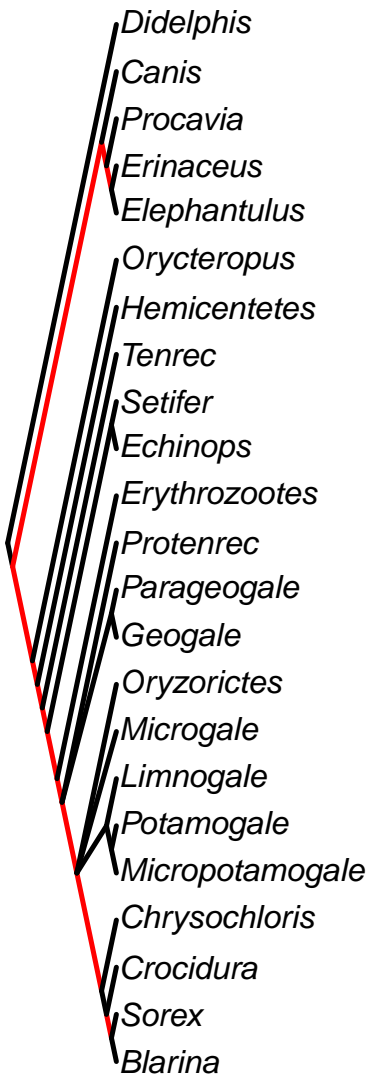 Didelphis
Canis
Procavia
Erinaceus
Elephantulus
Orycteropus
Hemicentetes
Tenrec
Setifer
Echinops
Erythrozootes
Protenrec
Parageogale
Geogale
Oryzorictes
Microgale
Limnogale
Potamogale
Micropotamogale
Chrysochloris
Crocidura
Sorex
Blarina